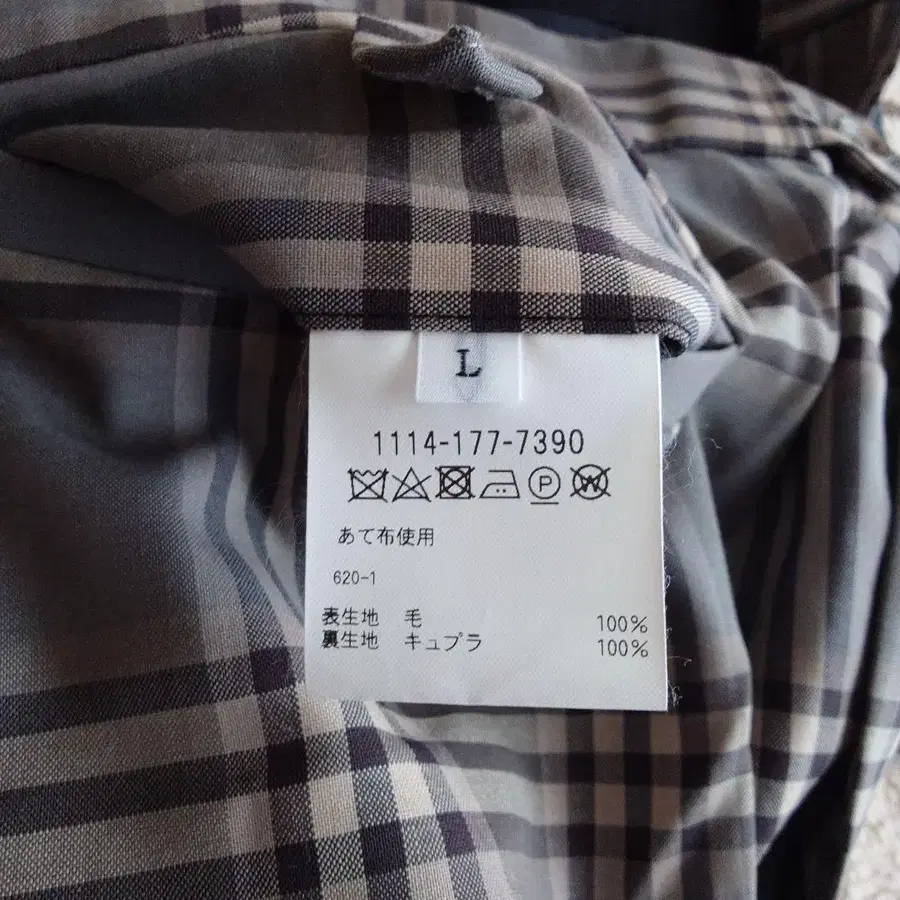 L
1114-177-7390
P W
あて布使用
620-1
表生地 毛 100%
裏生地 キュプラ 100%